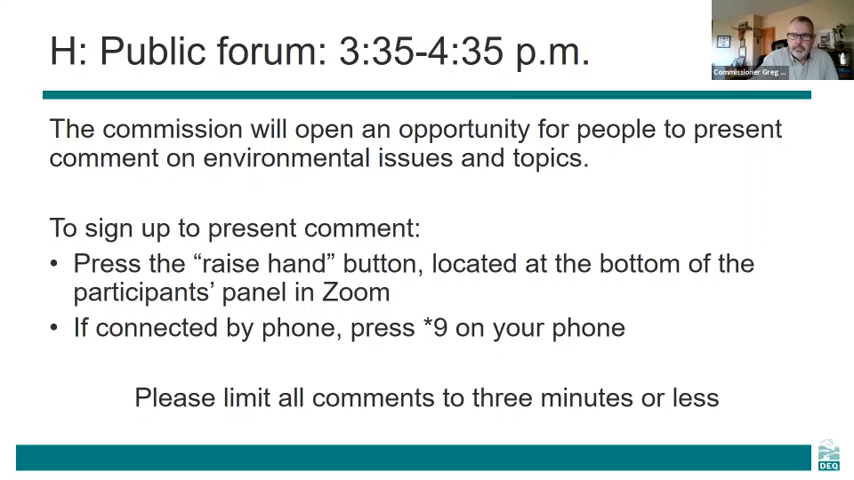 H: Public forum: 3:35-4:35 p.m.
Commissioner Greg ...
The commission will open an opportunity for people to present
comment on environmental issues and topics.
To sign up to present comment:
• Press the “raise hand” button, located at the bottom of the
participants’ panel in Zoom
• If connected by phone, press *9 on your phone
Please limit all comments to three minutes or less
DEQ